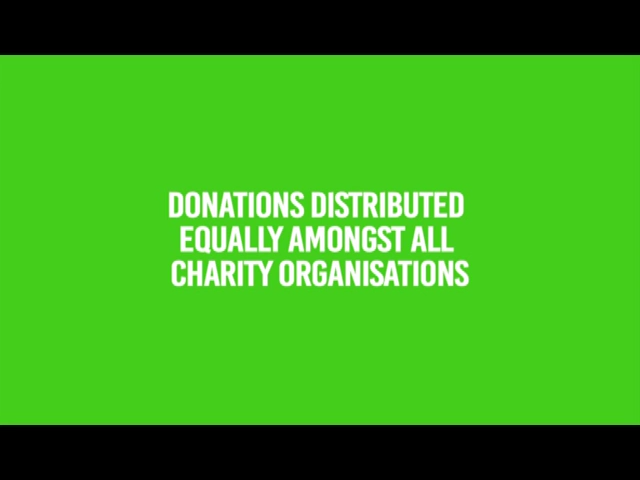 DONATIONS DISTRIBUTED
EQUALLY AMONGST ALL
CHARITY ORGANISATIONS